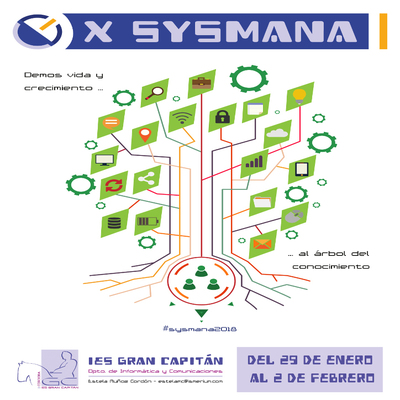 X SYSMANA
Demos vida y
crecimiento ...
... al árbol del
conocimiento
#sysmana2018
IES GRAN CAPITÁN
Dpto. de Informática y Comunicaciones
DEL 29 DE ENERO
AL 2 DE FEBRERO